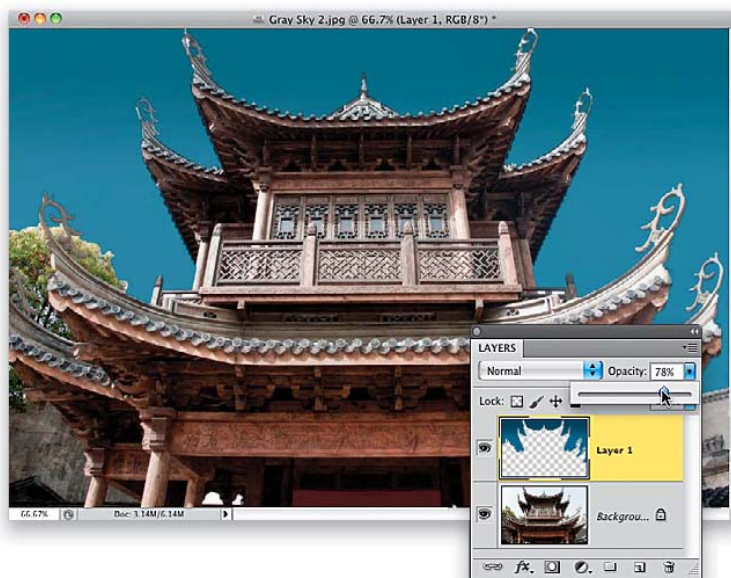 Gray Sky 2.jpg @ 66.7% (Layer 1, RGB/8*) *
LAYERS
Normal Opacity: 78%
Lock:
Layer 1
Backgrou...
66.67% Doc: 3.14M/6.14M
fx.